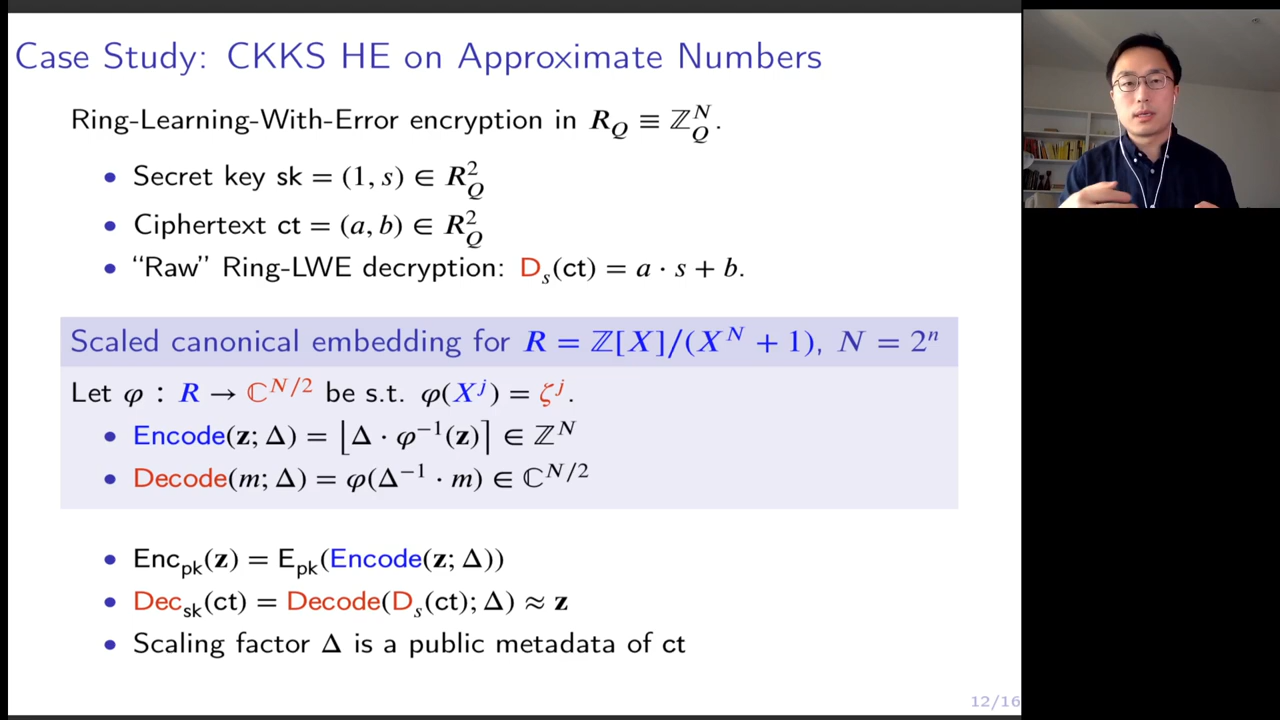 Case Study: CKKS HE on Approximate Numbers
Ring-Learning-With-Error encryption in R_Q ≡ ℤ_Q^N.
• Secret key sk = (1, s) ∈ R_Q^2
• Ciphertext ct = (a, b) ∈ R_Q^2
• “Raw” Ring-LWE decryption: D_s(ct) = a · s + b.
Scaled canonical embedding for R = ℤ[X]/(X^N + 1), N = 2^n
Let φ : R → ℂ^{N/2} be s.t. φ(X^j) = ζ^j.
• Encode(z; Δ) = ⌊Δ · φ^{−1}(z)⌉ ∈ ℤ^N
• Decode(m; Δ) = φ(Δ^{−1} · m) ∈ ℂ^{N/2}
• Enc_pk(z) = E_pk(Encode(z; Δ))
• Dec_sk(ct) = Decode(D_s(ct); Δ) ≈ z
• Scaling factor Δ is a public metadata of ct
12/16